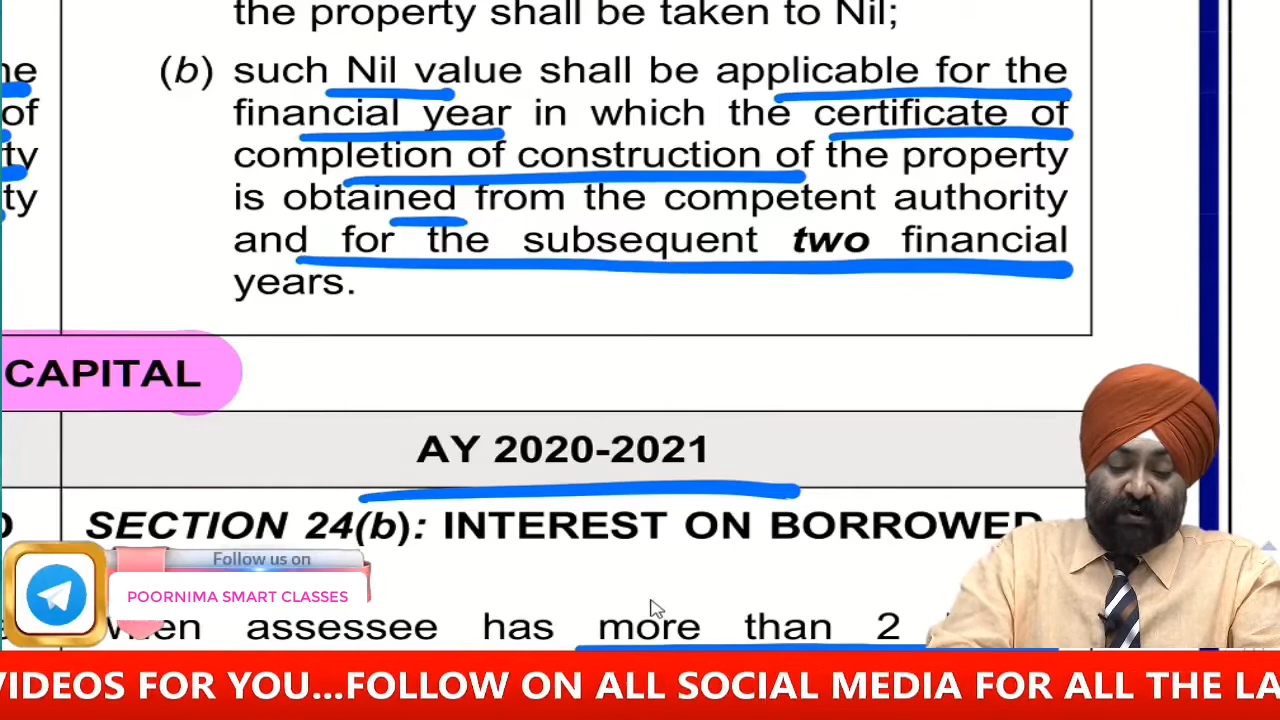 the property shall be taken to Nil;
(b) such Nil value shall be applicable for the
financial year in which the certificate of
completion of construction of the property
is obtained from the competent authority
and for the subsequent two financial
years.
of
CAPITAL
AY 2020-2021
SECTION 24(b): INTEREST ON BORROWED
Follow us on
POORNIMA SMART CLASSES
when assessee has more than 2
VIDEOS FOR YOU...FOLLOW ON ALL SOCIAL MEDIA FOR ALL THE LA